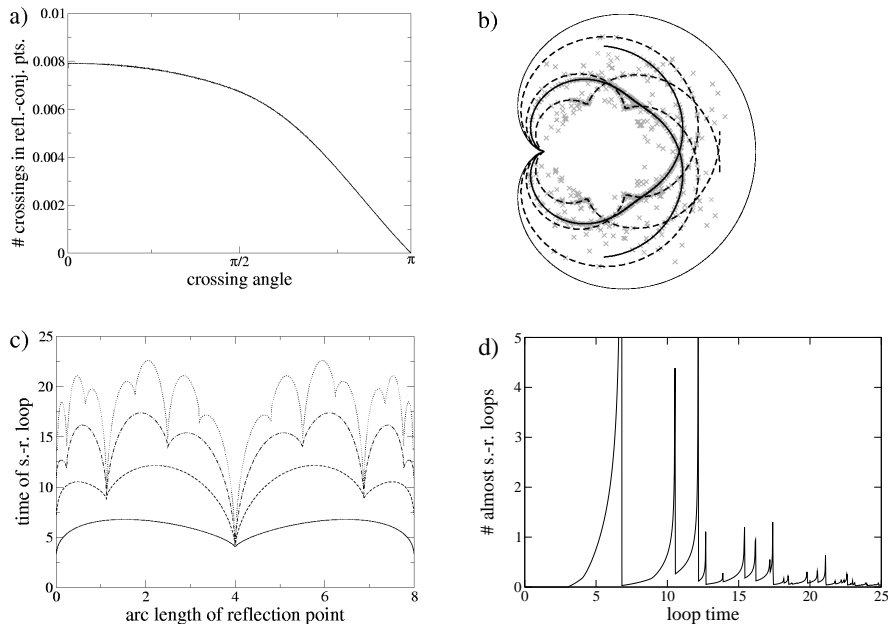 a)
# crossings in refl.-conj. pts.
0.01
0.008
0.006
0.004
0.002
0
0
π/2
π
crossing angle
b)
c)
time of s.-r. loop
25
20
15
10
5
0
0
2
4
6
8
arc length of reflection point
d)
# almost s.-r. loops
5
4
3
2
1
0
0
5
10
15
20
25
loop time